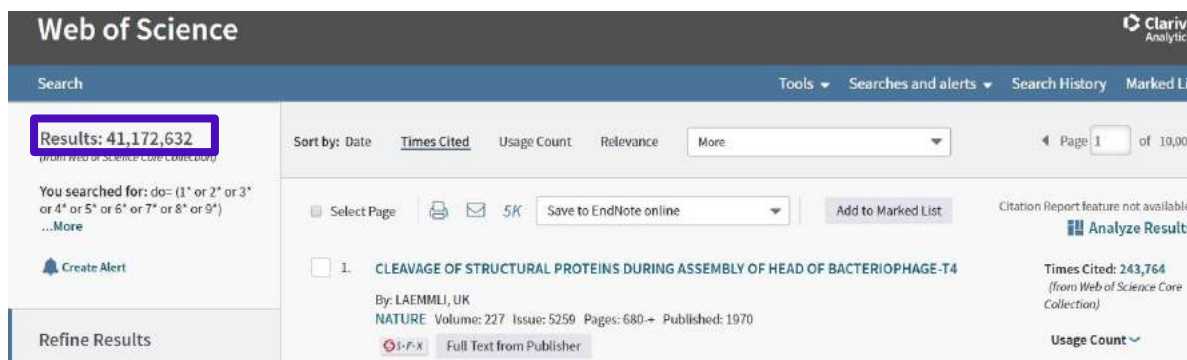 Web of Science
Clariv
Analytic
Search
Tools
Searches and alerts
Search History
Marked Li
Results: 41,172,632
(from Web of Science Core Collection)
You searched for: do= (1* or 2* or 3*
or 4* or 5* or 6* or 7* or 8* or 9*)
...More
Create Alert
Refine Results
Sort by: Date Times Cited Usage Count Relevance More
Page 1 of 10,00
Select Page 5K Save to EndNote online Add to Marked List
Citation Report feature not available
Analyze Result
1. CLEAVAGE OF STRUCTURAL PROTEINS DURING ASSEMBLY OF HEAD OF BACTERIOPHAGE-T4
By: LAEMMLI, UK
NATURE Volume: 227 Issue: 5259 Pages: 680-+ Published: 1970
S·F·X Full Text from Publisher
Times Cited: 243,764
(from Web of Science Core
Collection)
Usage Count